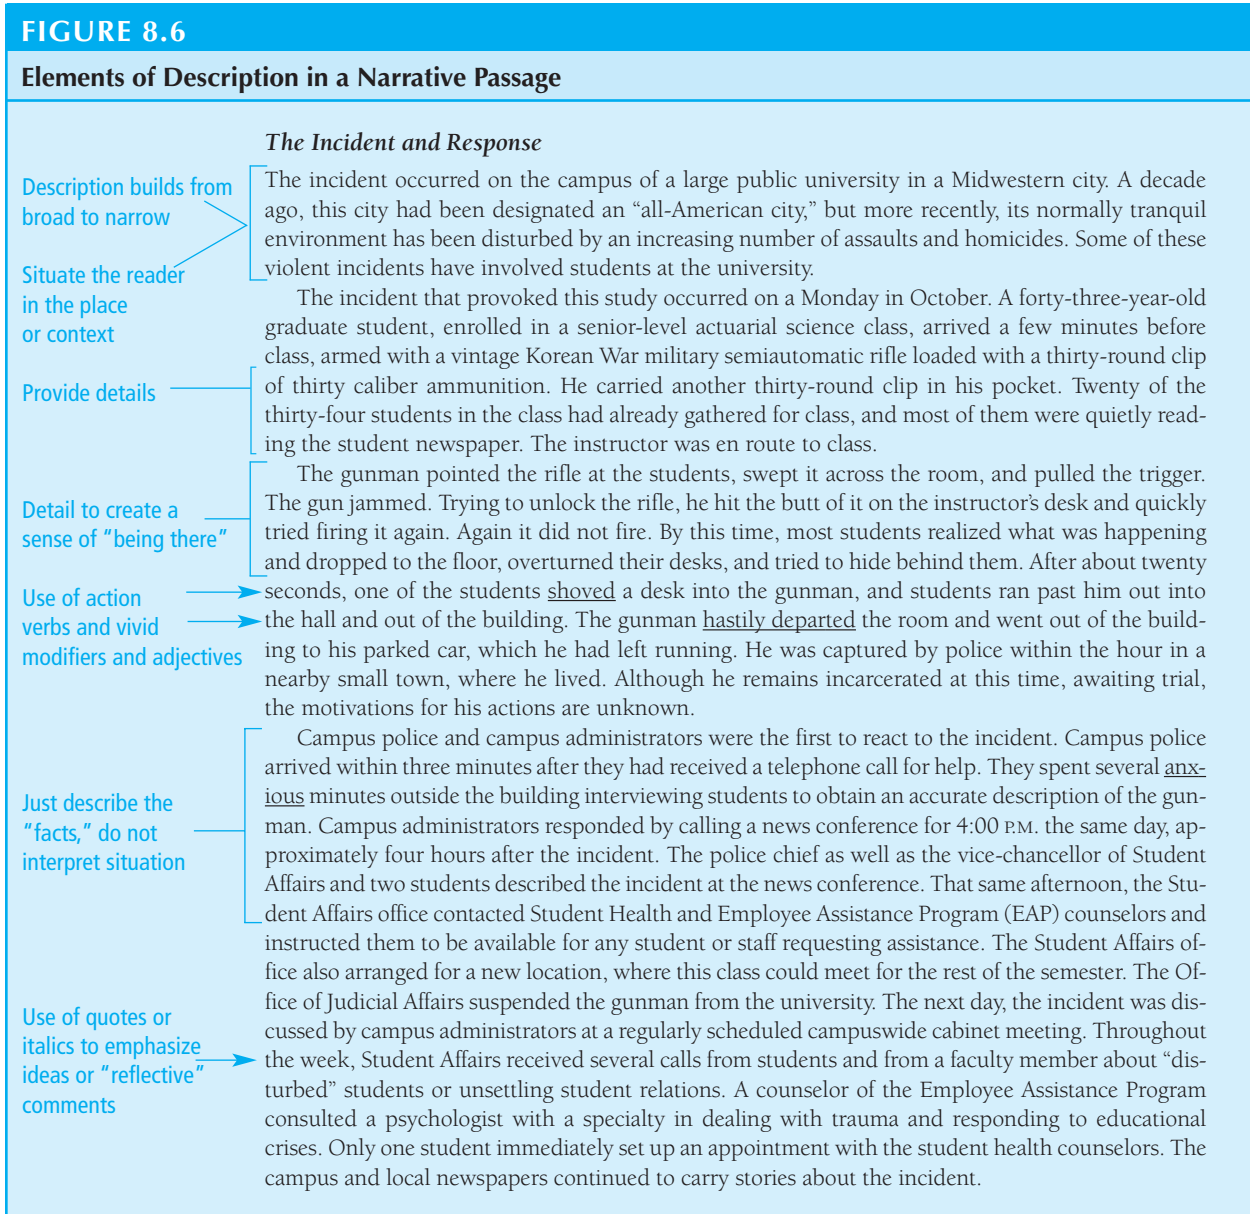 FIGURE 8.6
Elements of Description in a Narrative Passage
The Incident and Response
Description builds from
broad to narrow
Situate the reader
in the place
or context
The incident occurred on the campus of a large public university in a Midwestern city. A decade
ago, this city had been designated an “all-American city,” but more recently, its normally tranquil
environment has been disturbed by an increasing number of assaults and homicides. Some of these
violent incidents have involved students at the university.
Provide details
The incident that provoked this study occurred on a Monday in October. A forty-three-year-old
graduate student, enrolled in a senior-level actuarial science class, arrived a few minutes before
class, armed with a vintage Korean War military semiautomatic rifle loaded with a thirty-round clip
of thirty caliber ammunition. He carried another thirty-round clip in his pocket. Twenty of the
thirty-four students in the class had already gathered for class, and most of them were quietly read-
ing the student newspaper. The instructor was en route to class.
Detail to create a
sense of “being there”
Use of action
verbs and vivid
modifiers and adjectives
The gunman pointed the rifle at the students, swept it across the room, and pulled the trigger.
The gun jammed. Trying to unlock the rifle, he hit the butt of it on the instructor’s desk and quickly
tried firing it again. Again it did not fire. By this time, most students realized what was happening
and dropped to the floor, overturned their desks, and tried to hide behind them. After about twenty
seconds, one of the students shoved a desk into the gunman, and students ran past him out into
the hall and out of the building. The gunman hastily departed the room and went out of the build-
ing to his parked car, which he had left running. He was captured by police within the hour in a
nearby small town, where he lived. Although he remains incarcerated at this time, awaiting trial,
the motivations for his actions are unknown.
Just describe the
“facts,” do not
interpret situation
Use of quotes or
italics to emphasize
ideas or “reflective”
comments
Campus police and campus administrators were the first to react to the incident. Campus police
arrived within three minutes after they had received a telephone call for help. They spent several anx-
ious minutes outside the building interviewing students to obtain an accurate description of the gun-
man. Campus administrators responded by calling a news conference for 4:00 P.M. the same day, ap-
proximately four hours after the incident. The police chief as well as the vice-chancellor of Student
Affairs and two students described the incident at the news conference. That same afternoon, the Stu-
dent Affairs office contacted Student Health and Employee Assistance Program (EAP) counselors and
instructed them to be available for any student or staff requesting assistance. The Student Affairs of-
fice also arranged for a new location, where this class could meet for the rest of the semester. The Of-
fice of Judicial Affairs suspended the gunman from the university. The next day, the incident was dis-
cussed by campus administrators at a regularly scheduled campuswide cabinet meeting. Throughout
the week, Student Affairs received several calls from students and from a faculty member about “dis-
turbed” students or unsettling student relations. A counselor of the Employee Assistance Program
consulted a psychologist with a specialty in dealing with trauma and responding to educational
crises. Only one student immediately set up an appointment with the student health counselors. The
campus and local newspapers continued to carry stories about the incident.